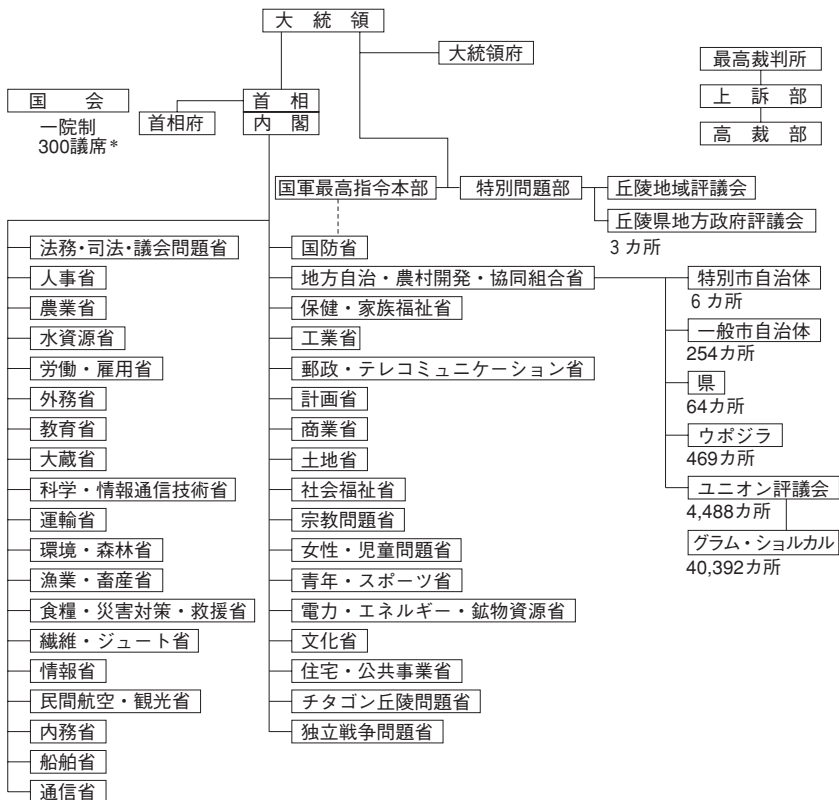 大統領
大統領府
最高裁判所
国会
首相
上訴部
一院制
首相府
内閣
300議席*
高裁部
国軍最高指令本部
特別問題部
丘陵地域評議会
丘陵県地方政府評議会
3カ所
法務・司法・議会問題省
人事省
農業省
水資源省
労働・雇用省
外務省
教育省
大蔵省
科学・情報通信技術省
運輸省
環境・森林省
漁業・畜産省
食糧・災害対策・救援省
繊維・ジュート省
情報省
民間航空・観光省
内務省
船舶省
通信省
国防省
地方自治・農村開発・協同組合省
保健・家族福祉省
工業省
郵政・テレコミュニケーション省
計画省
商業省
土地省
社会福祉省
宗教問題省
女性・児童問題省
青年・スポーツ省
電力・エネルギー・鉱物資源省
文化省
住宅・公共事業省
チタゴン丘陵問題省
独立戦争問題省
特別市自治体
6カ所
一般市自治体
254カ所
県
64カ所
ウポジラ
469カ所
ユニオン評議会
4,488カ所
グラム・ショルカル
40,392カ所